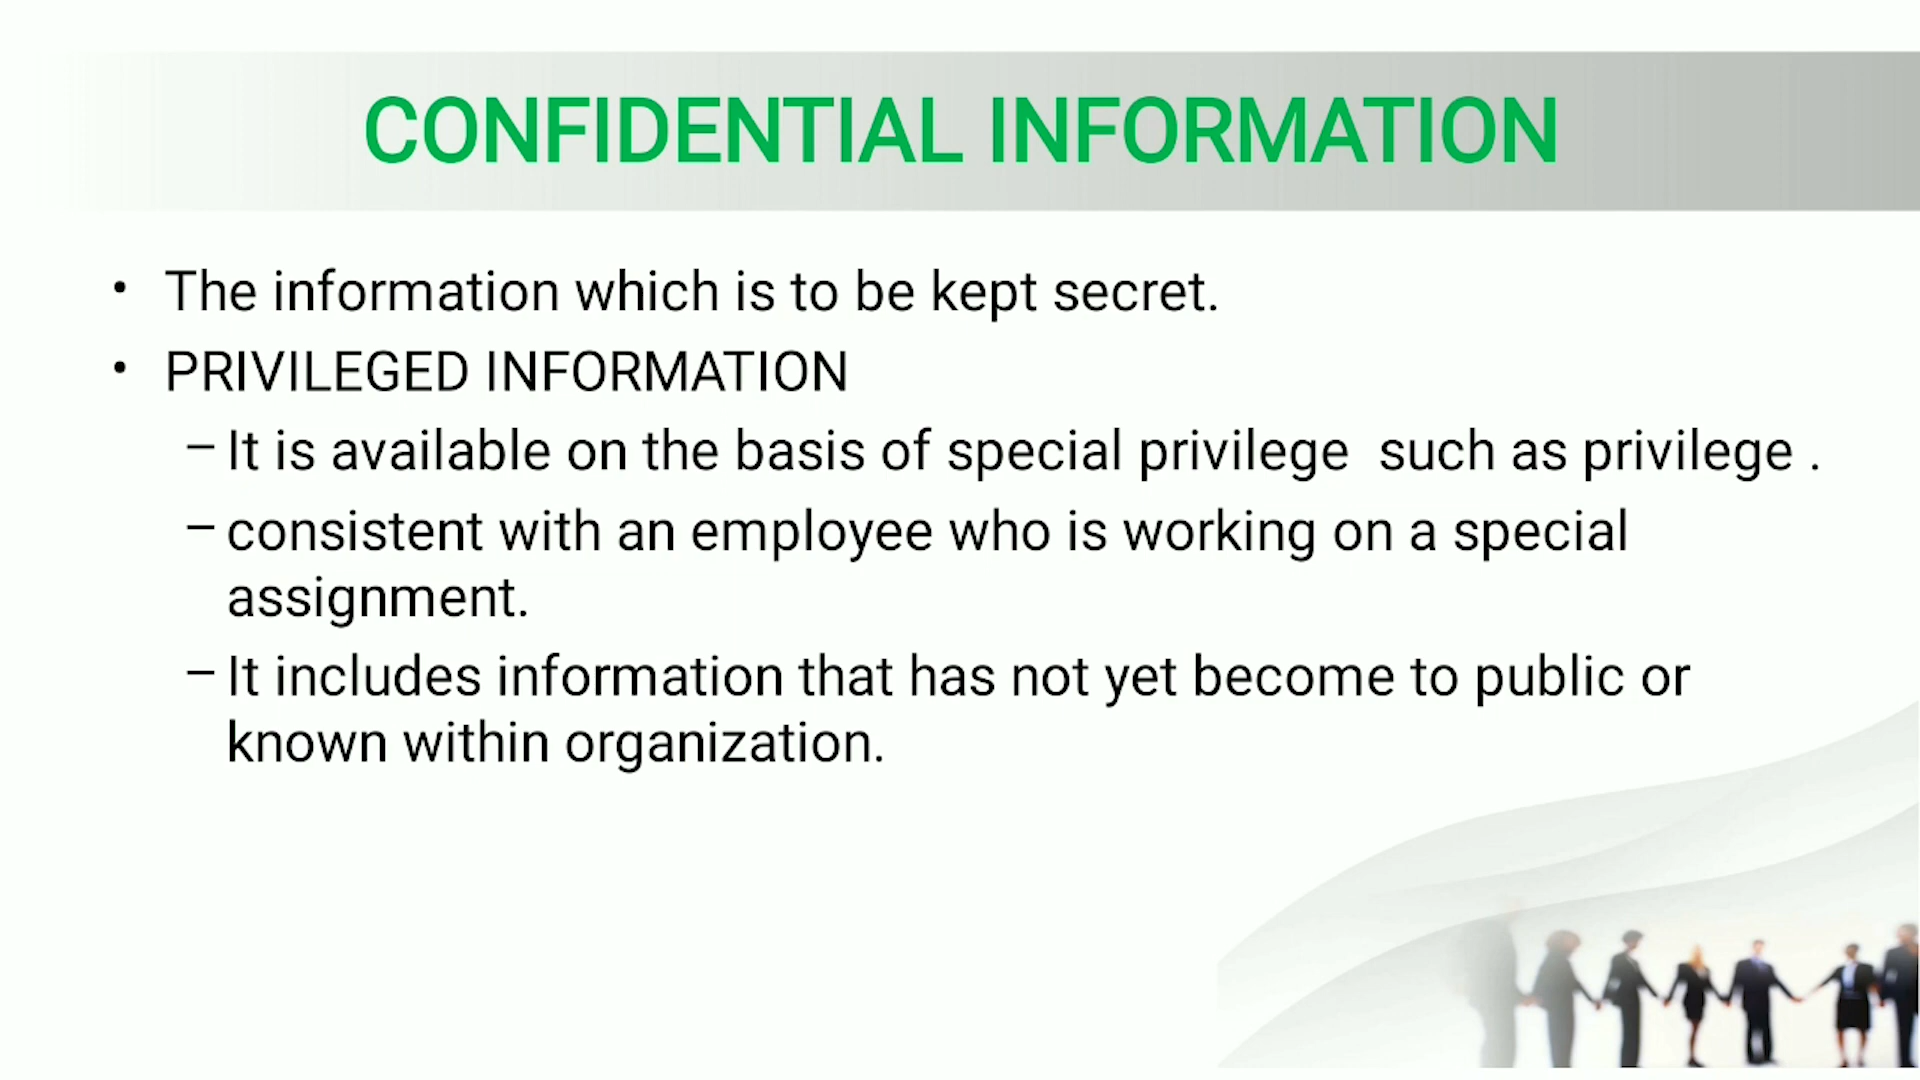 CONFIDENTIAL INFORMATION
• The information which is to be kept secret.
• PRIVILEGED INFORMATION
– It is available on the basis of special privilege  such as privilege .
– consistent with an employee who is working on a special
assignment.
– It includes information that has not yet become to public or
known within organization.